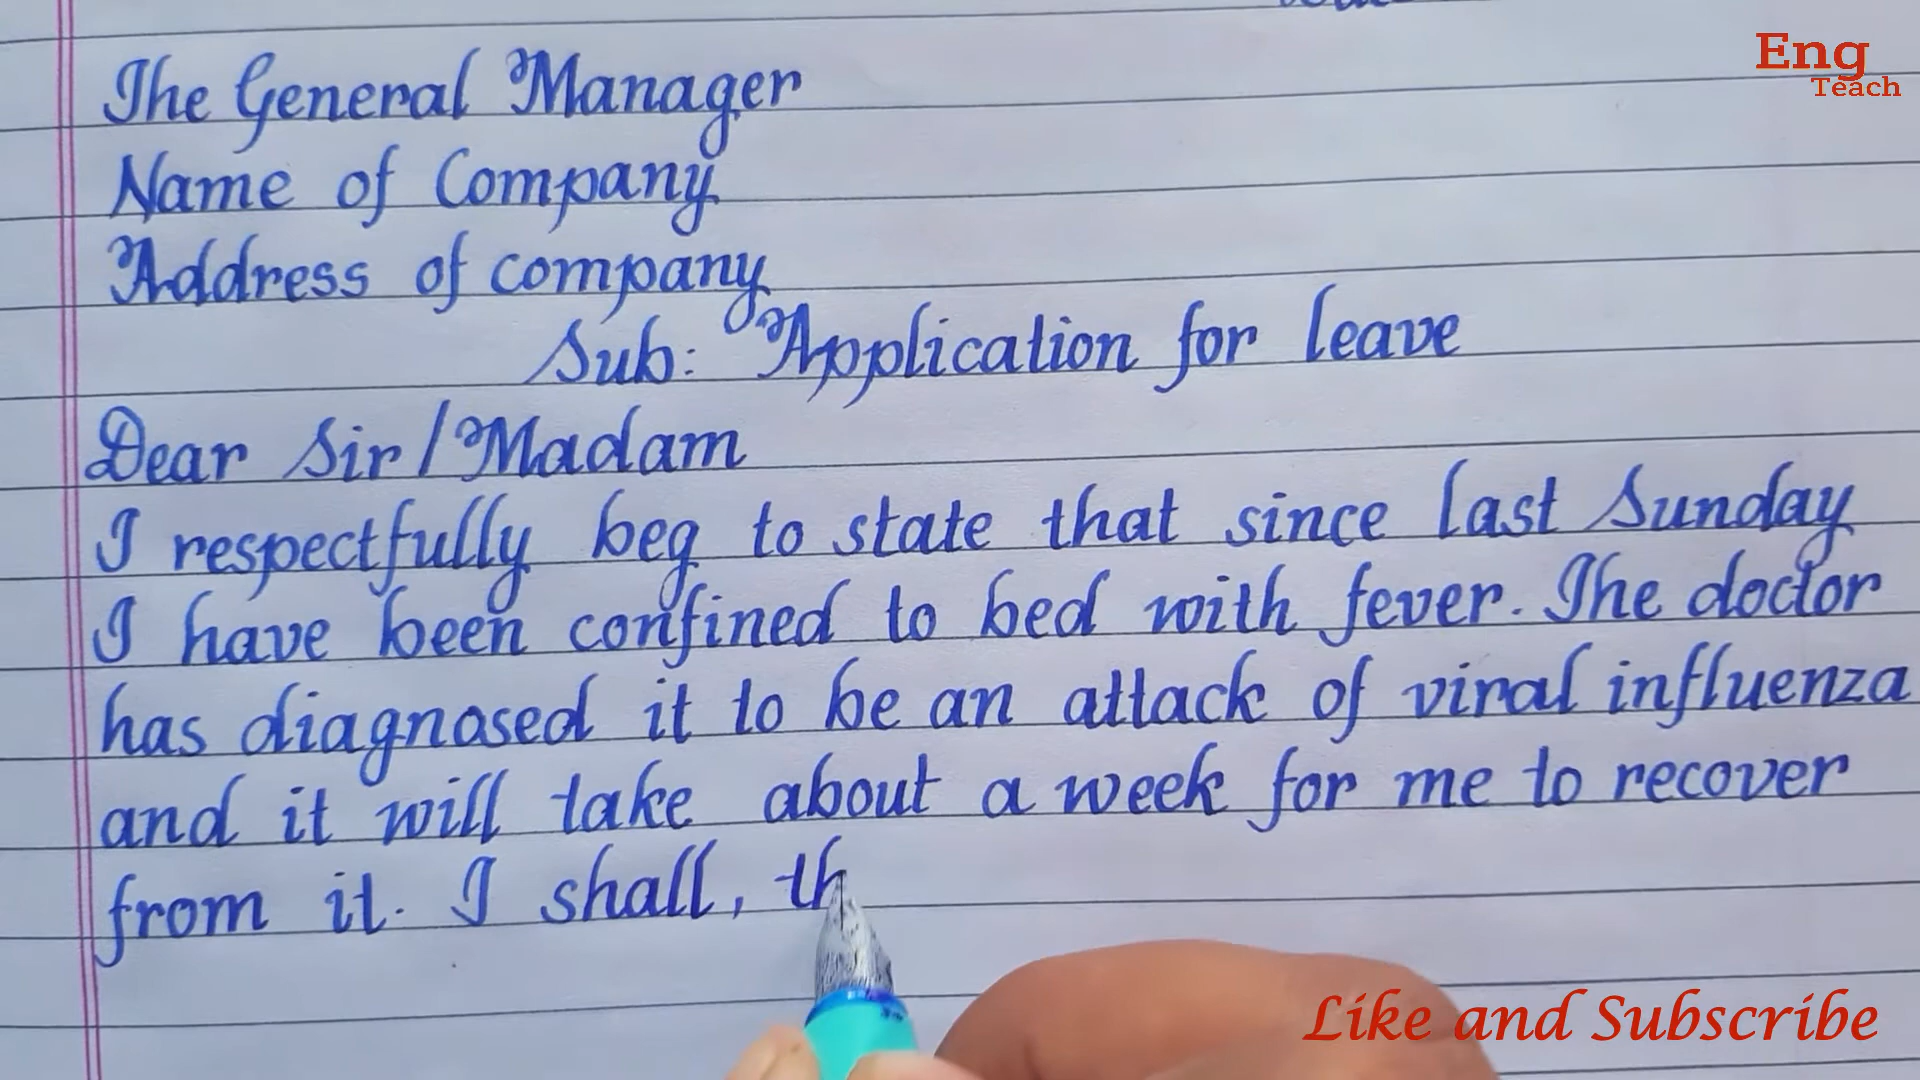 Eng
Teach
The General Manager
Name of Company
Address of company
Sub: Application for leave
Dear Sir/Madam
I respectfully beg to state that since last Sunday
I have been confined to bed with fever. The doctor
has diagnosed it to be an attack of viral influenza
and it will take about a week for me to recover
from it. I shall, th
Like and Subscribe